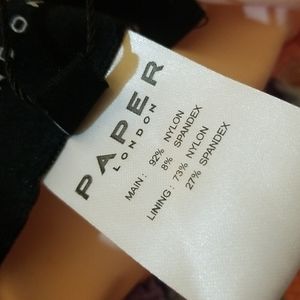 PAPER
LONDON
MAIN : 92% NYLON
8% SPANDEX
LINING : 73% NYLON
27% SPANDEX